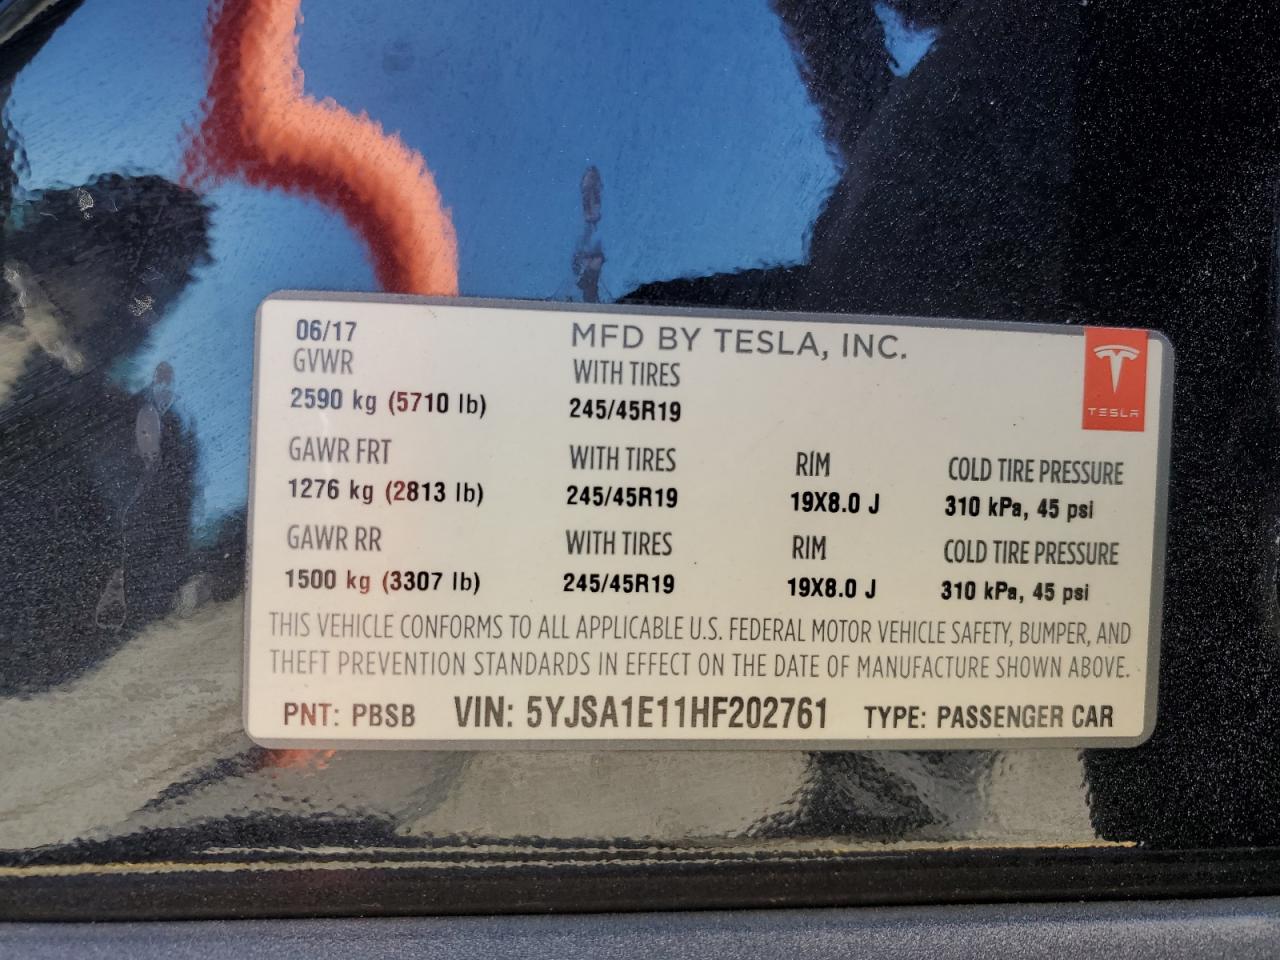 06/17 MFD BY TESLA, INC.
GVWR WITH TIRES
2590 kg (5710 lb) 245/45R19
TESLA
GAWR FRT WITH TIRES RIM COLD TIRE PRESSURE
1276 kg (2813 lb) 245/45R19 19X8.0 J 310 kPa, 45 psi
GAWR RR WITH TIRES RIM COLD TIRE PRESSURE
1500 kg (3307 lb) 245/45R19 19X8.0 J 310 kPa, 45 psi
THIS VEHICLE CONFORMS TO ALL APPLICABLE U.S. FEDERAL MOTOR VEHICLE SAFETY, BUMPER, AND
THEFT PREVENTION STANDARDS IN EFFECT ON THE DATE OF MANUFACTURE SHOWN ABOVE.
PNT: PBSB VIN: 5YJSA1E11HF202761 TYPE: PASSENGER CAR